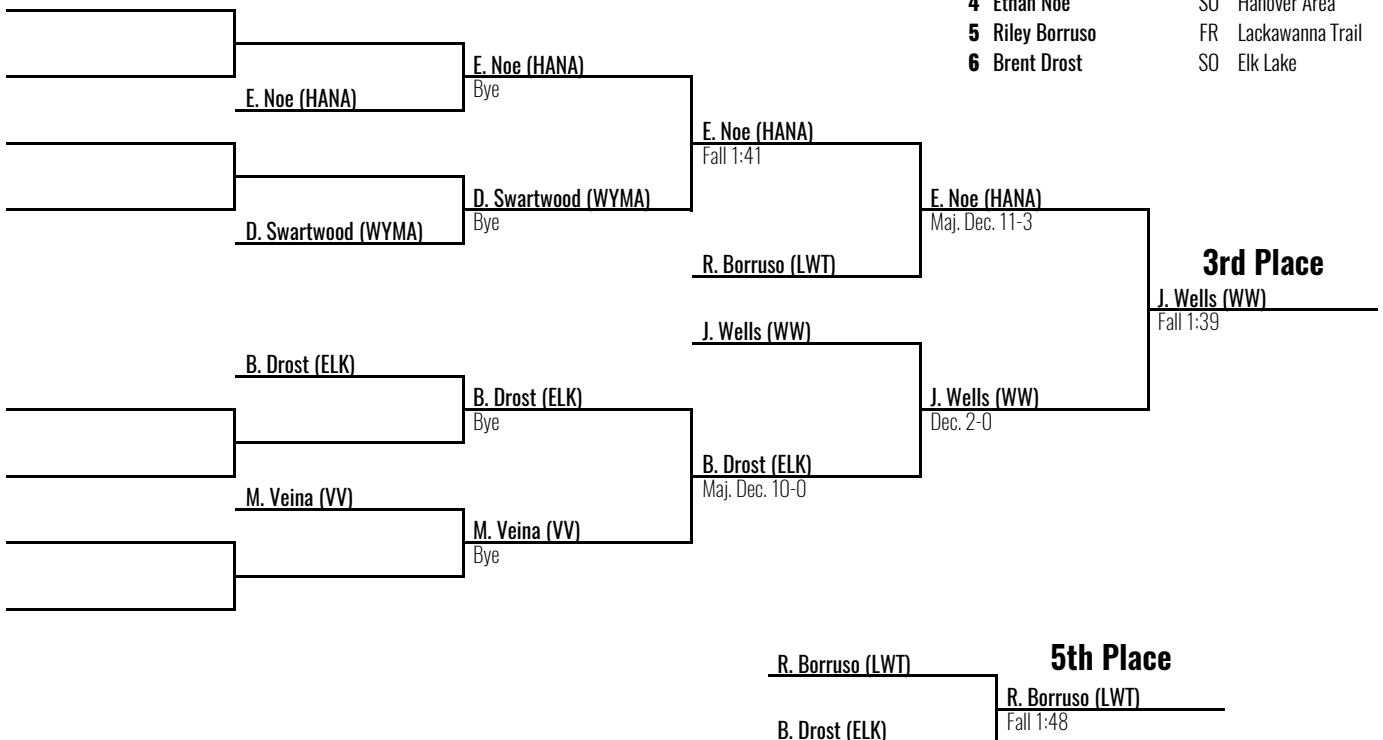 4 Ethan Noe SO Hanover Area
5 Riley Borruso FR Lackawanna Trail
6 Brent Drost SO Elk Lake
E. Noe (HANA)
Bye
E. Noe (HANA)
E. Noe (HANA)
Fall 1:41
D. Swartwood (WYMA)
Bye
D. Swartwood (WYMA)
E. Noe (HANA)
Maj. Dec. 11-3
R. Borruso (LWT)
3rd Place
J. Wells (WW)
Fall 1:39
J. Wells (WW)
B. Drost (ELK)
B. Drost (ELK)
Bye
J. Wells (WW)
Dec. 2-0
B. Drost (ELK)
Maj. Dec. 10-0
M. Veina (VV)
M. Veina (VV)
Bye
5th Place
R. Borruso (LWT)
R. Borruso (LWT)
Fall 1:48
B. Drost (ELK)